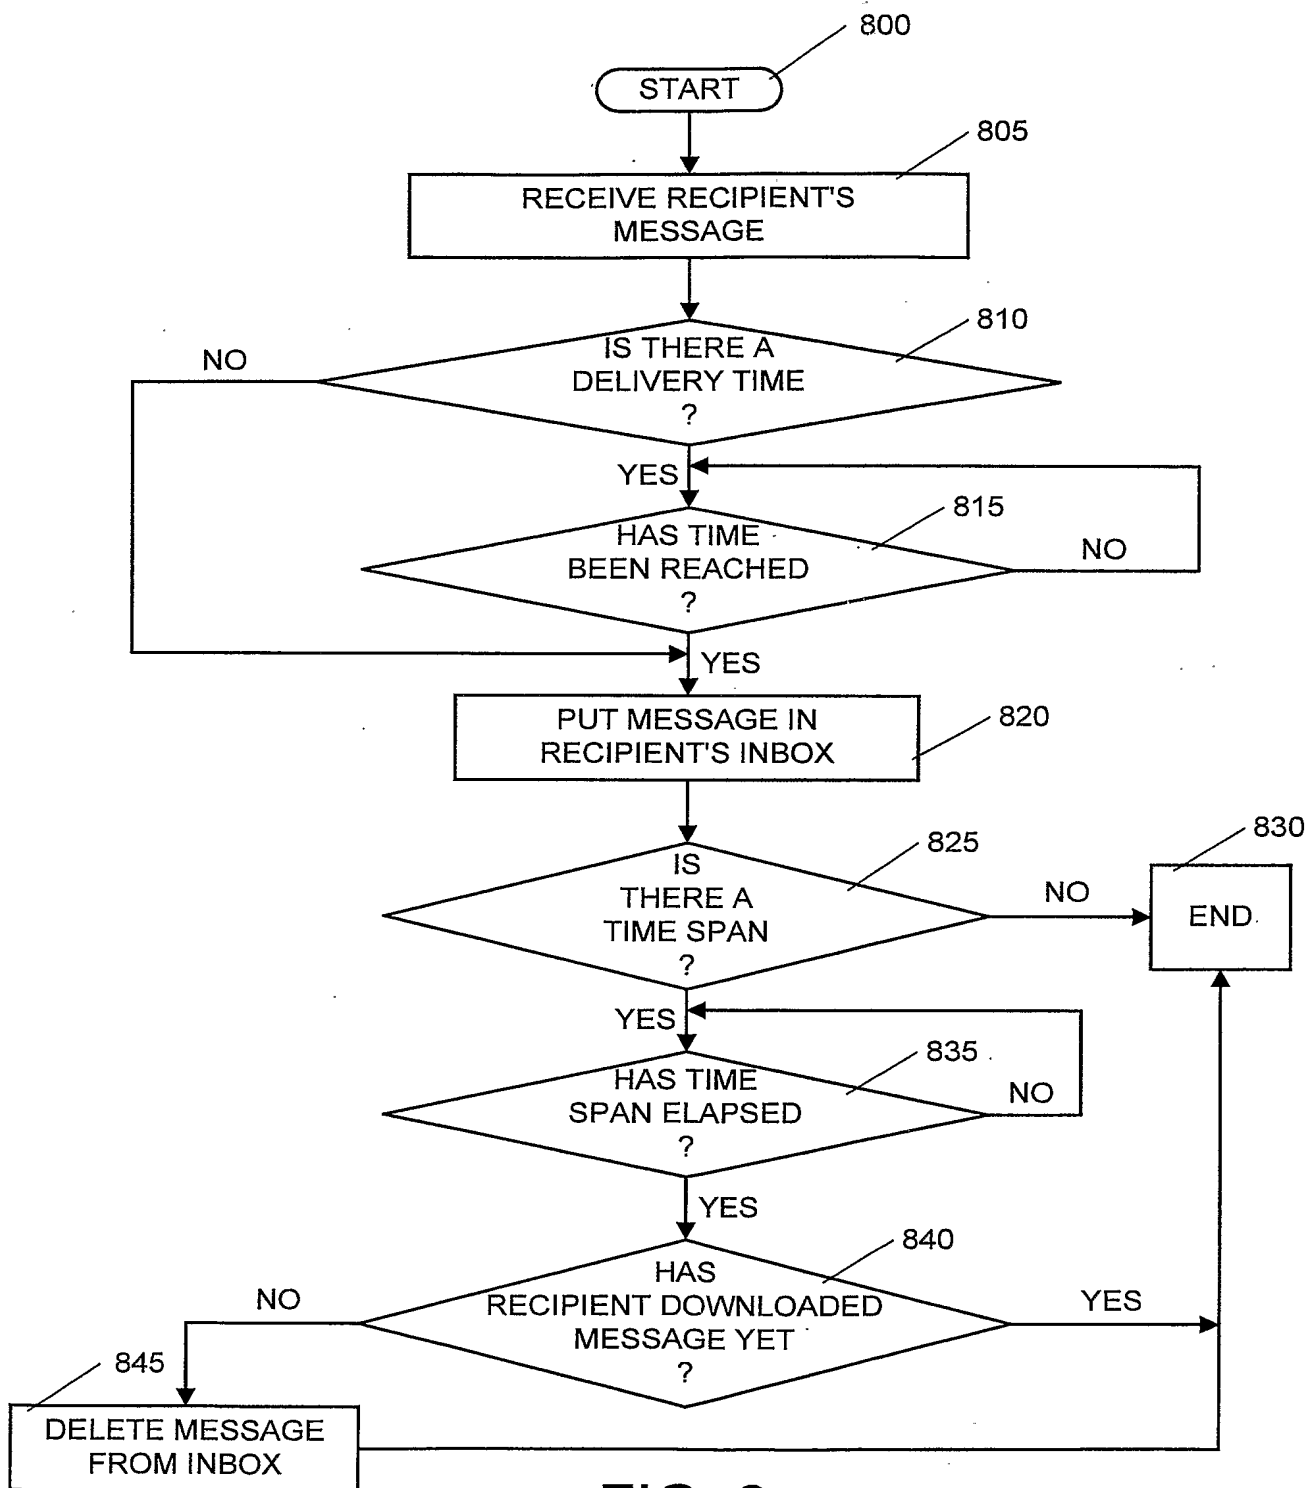 800
START
805
RECEIVE RECIPIENT'S
MESSAGE
810
NO
IS THERE A
DELIVERY TIME
?
YES
815
HAS TIME
BEEN REACHED
?
NO
YES
PUT MESSAGE IN
RECIPIENT'S INBOX
820
825
830
IS
THERE A
TIME SPAN
?
NO
END
YES
835
HAS TIME
SPAN ELAPSED
?
NO
YES
840
HAS
RECIPIENT DOWNLOADED
MESSAGE YET
?
NO
YES
845
DELETE MESSAGE
FROM INBOX